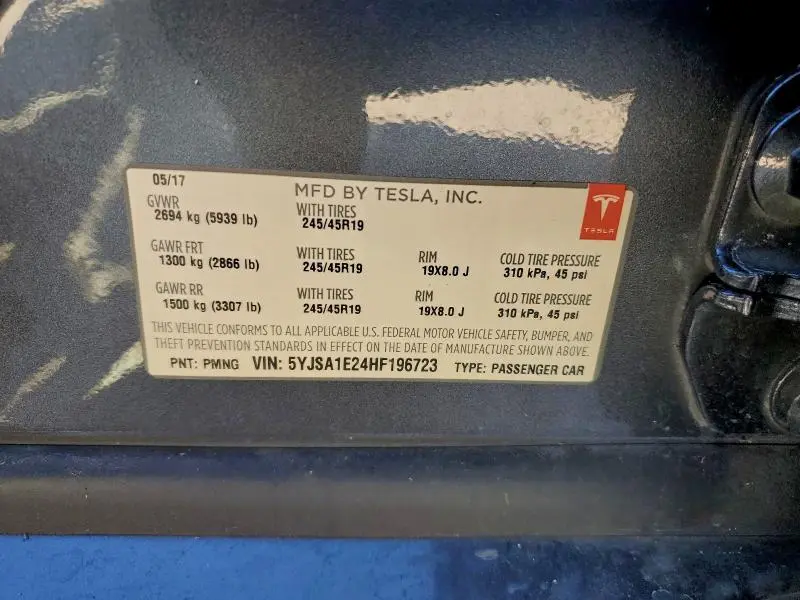 05/17
MFD BY TESLA, INC.
TESLA
GVWR
2694 kg (5939 lb)
WITH TIRES
245/45R19
GAWR FRT
1300 kg (2866 lb)
WITH TIRES
245/45R19
RIM
19X8.0 J
COLD TIRE PRESSURE
310 kPa, 45 psi
GAWR RR
1500 kg (3307 lb)
WITH TIRES
245/45R19
RIM
19X8.0 J
COLD TIRE PRESSURE
310 kPa, 45 psi
THIS VEHICLE CONFORMS TO ALL APPLICABLE U.S. FEDERAL MOTOR VEHICLE SAFETY, BUMPER, AND
THEFT PREVENTION STANDARDS IN EFFECT ON THE DATE OF MANUFACTURE SHOWN ABOVE.
PNT: PMNG VIN: 5YJSA1E24HF196723 TYPE: PASSENGER CAR